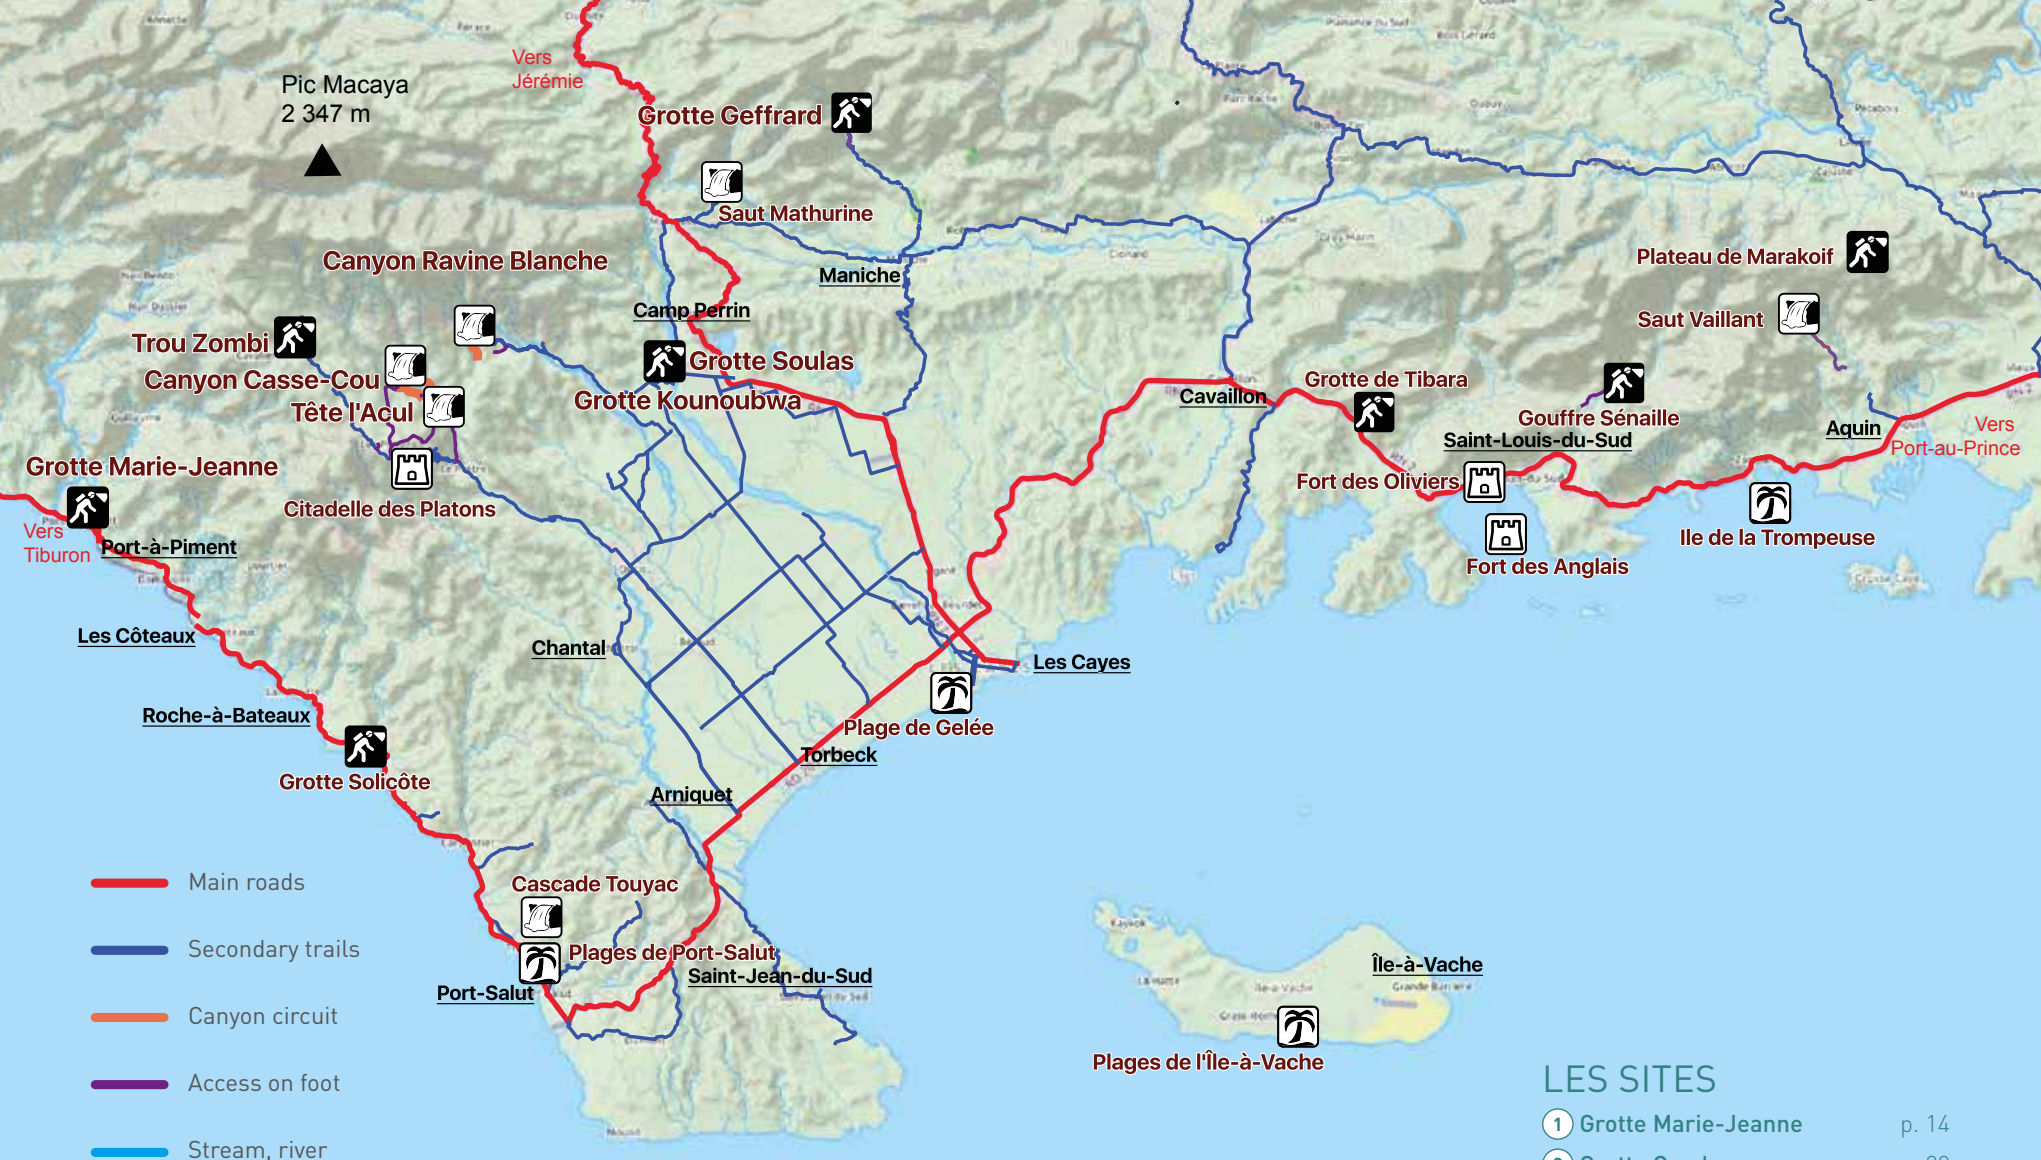 Vers
Jérémie
Pic Macaya
2 347 m
Grotte Geffrard
Saut Mathurine
Canyon Ravine Blanche
Maniche
Camp Perrin
Plateau de Marakoif
Saut Vaillant
Trou Zombi
Grotte Soulas
Canyon Casse-Cou
Grotte Kounoubwa
Tête l'Acul
Cavaillon
Grotte de Tibara
Gouffre Sénaille
Saint-Louis-du-Sud
Aquin
Vers
Port-au-Prince
Grotte Marie-Jeanne
Citadelle des Platons
Fort des Oliviers
Vers
Tiburon
Port-à-Piment
Ile de la Trompeuse
Fort des Anglais
Les Côteaux
Chantal
Les Cayes
Roche-à-Bateaux
Plage de Gelée
Torbeck
Grotte Solicôte
Arniquet
Cascade Touyac
Plages de Port-Salut
Saint-Jean-du-Sud
Port-Salut
Île-à-Vache
Plages de l'Île-à-Vache
Main roads
Secondary trails
Canyon circuit
Access on foot
Stream, river
LES SITES
1 Grotte Marie-Jeanne p. 14